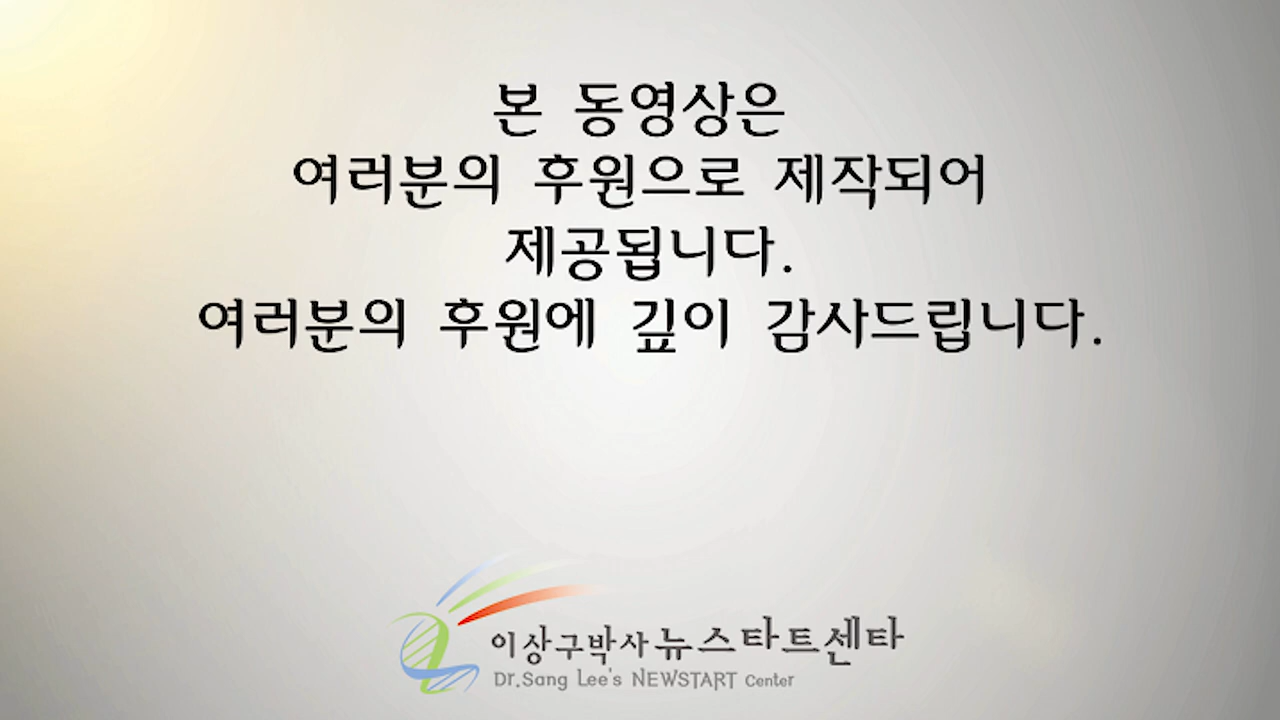 본 동영상은
여러분의 후원으로 제작되어
제공됩니다.
여러분의 후원에 깊이 감사드립니다.
이상구박사뉴스타트센타
Dr.Sang Lee's NEWSTART Center